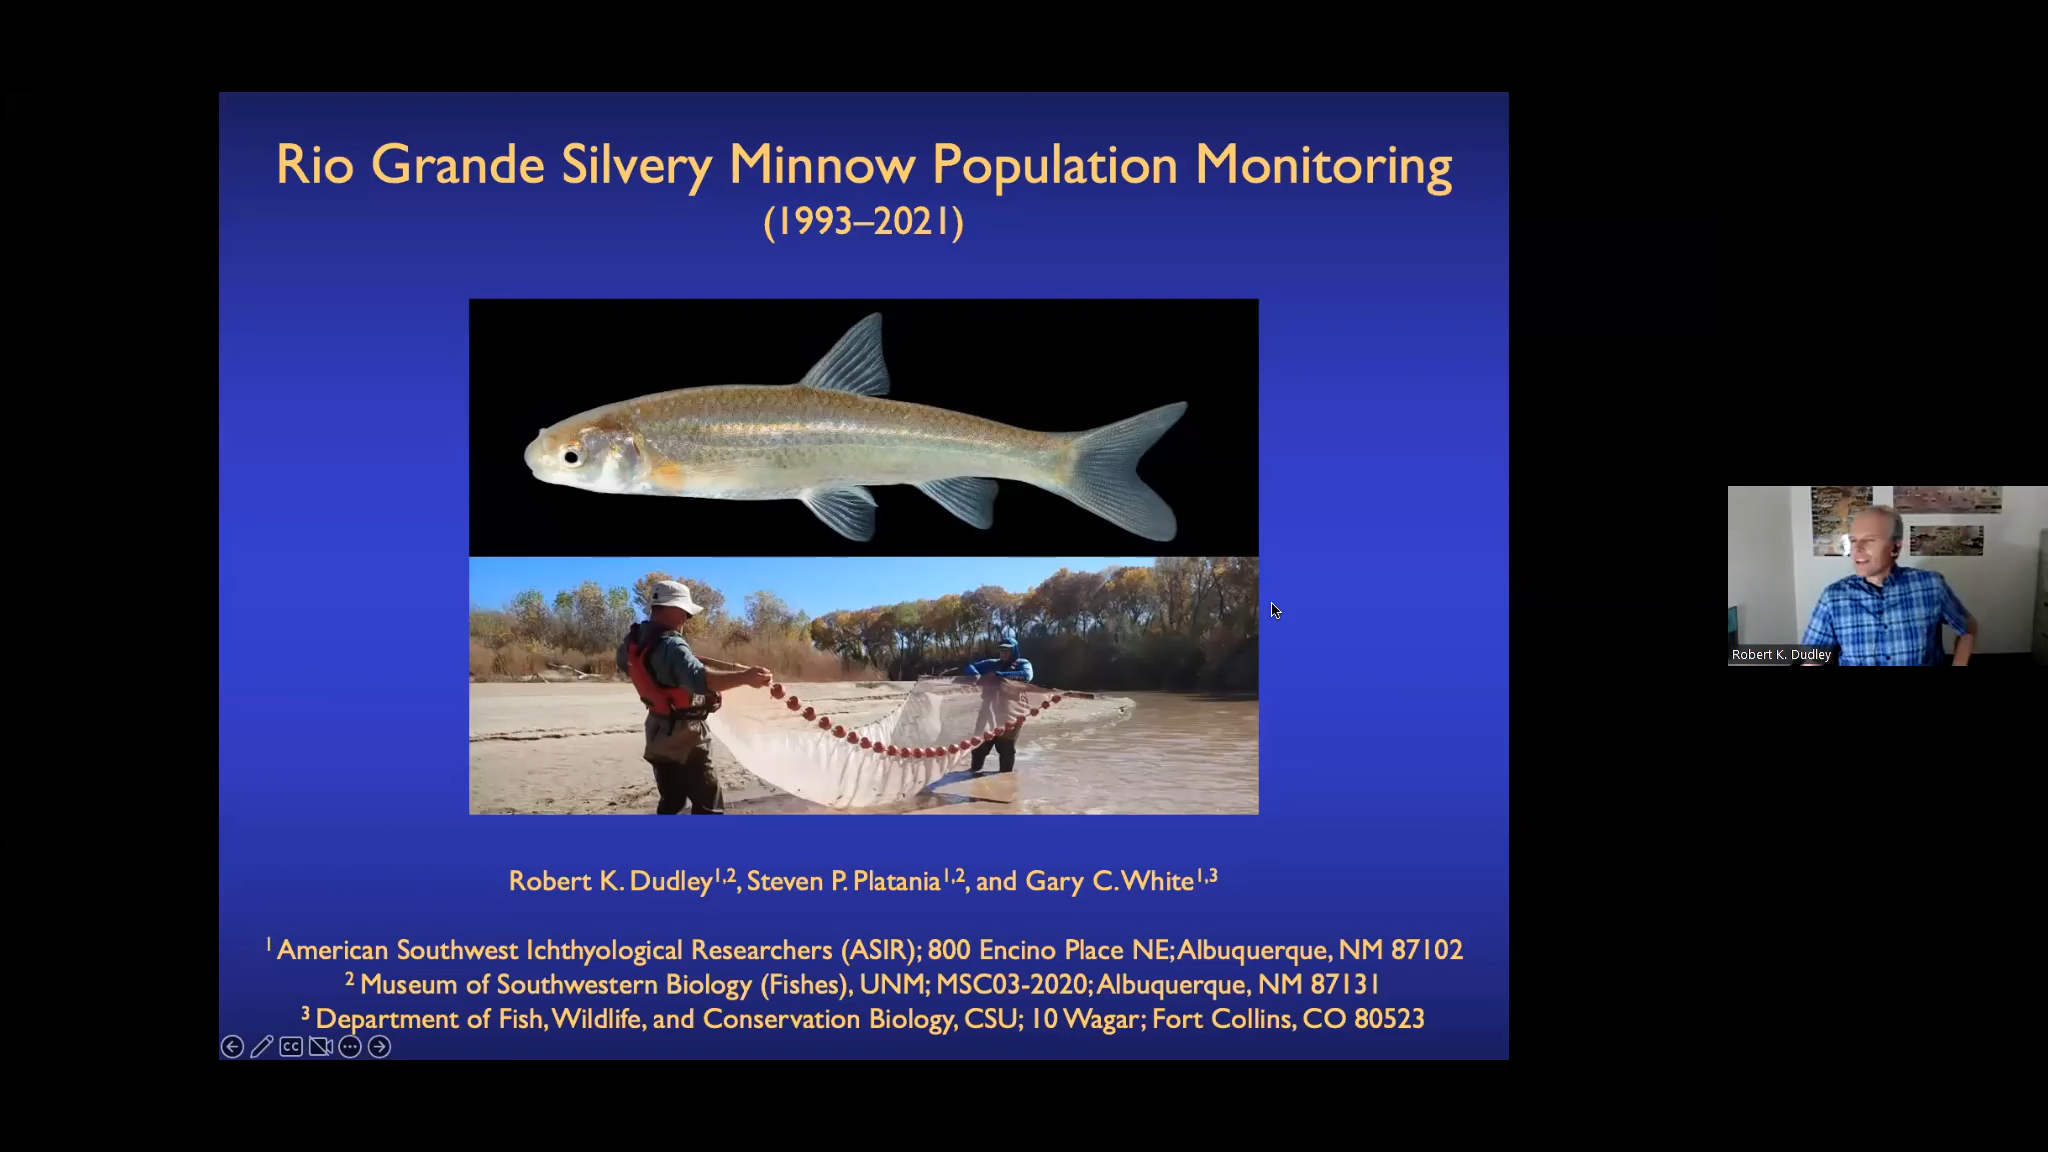 Rio Grande Silvery Minnow Population Monitoring
(1993–2021)
Robert K. Dudley
Robert K. Dudley1,2, Steven P. Platania1,2, and Gary C. White1,3
1 American Southwest Ichthyological Researchers (ASIR); 800 Encino Place NE; Albuquerque, NM 87102
2 Museum of Southwestern Biology (Fishes), UNM; MSC03-2020; Albuquerque, NM 87131
3 Department of Fish, Wildlife, and Conservation Biology, CSU; 10 Wagar; Fort Collins, CO 80523
CC